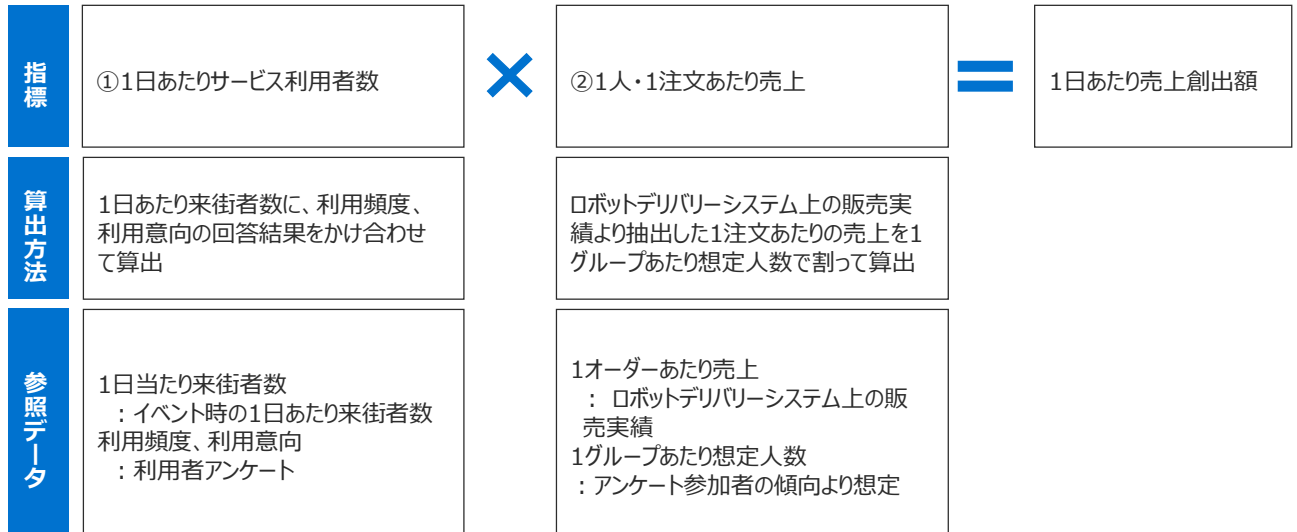 指標
①1日あたりサービス利用者数
×
②1人・1注文あたり売上
=
1日あたり売上創出額
算出方法
1日あたり来街者数に、利用頻度、
利用意向の回答結果をかけ合わせ
て算出
ロボットデリバリーシステム上の販売実
績より抽出した1注文あたりの売上を1
グループあたり想定人数で割って算出
参照データ
1日当たり来街者数
：イベント時の1日あたり来街者数
利用頻度、利用意向
：利用者アンケート
1オーダーあたり売上
： ロボットデリバリーシステム上の販
売実績
1グループあたり想定人数
：アンケート参加者の傾向より想定